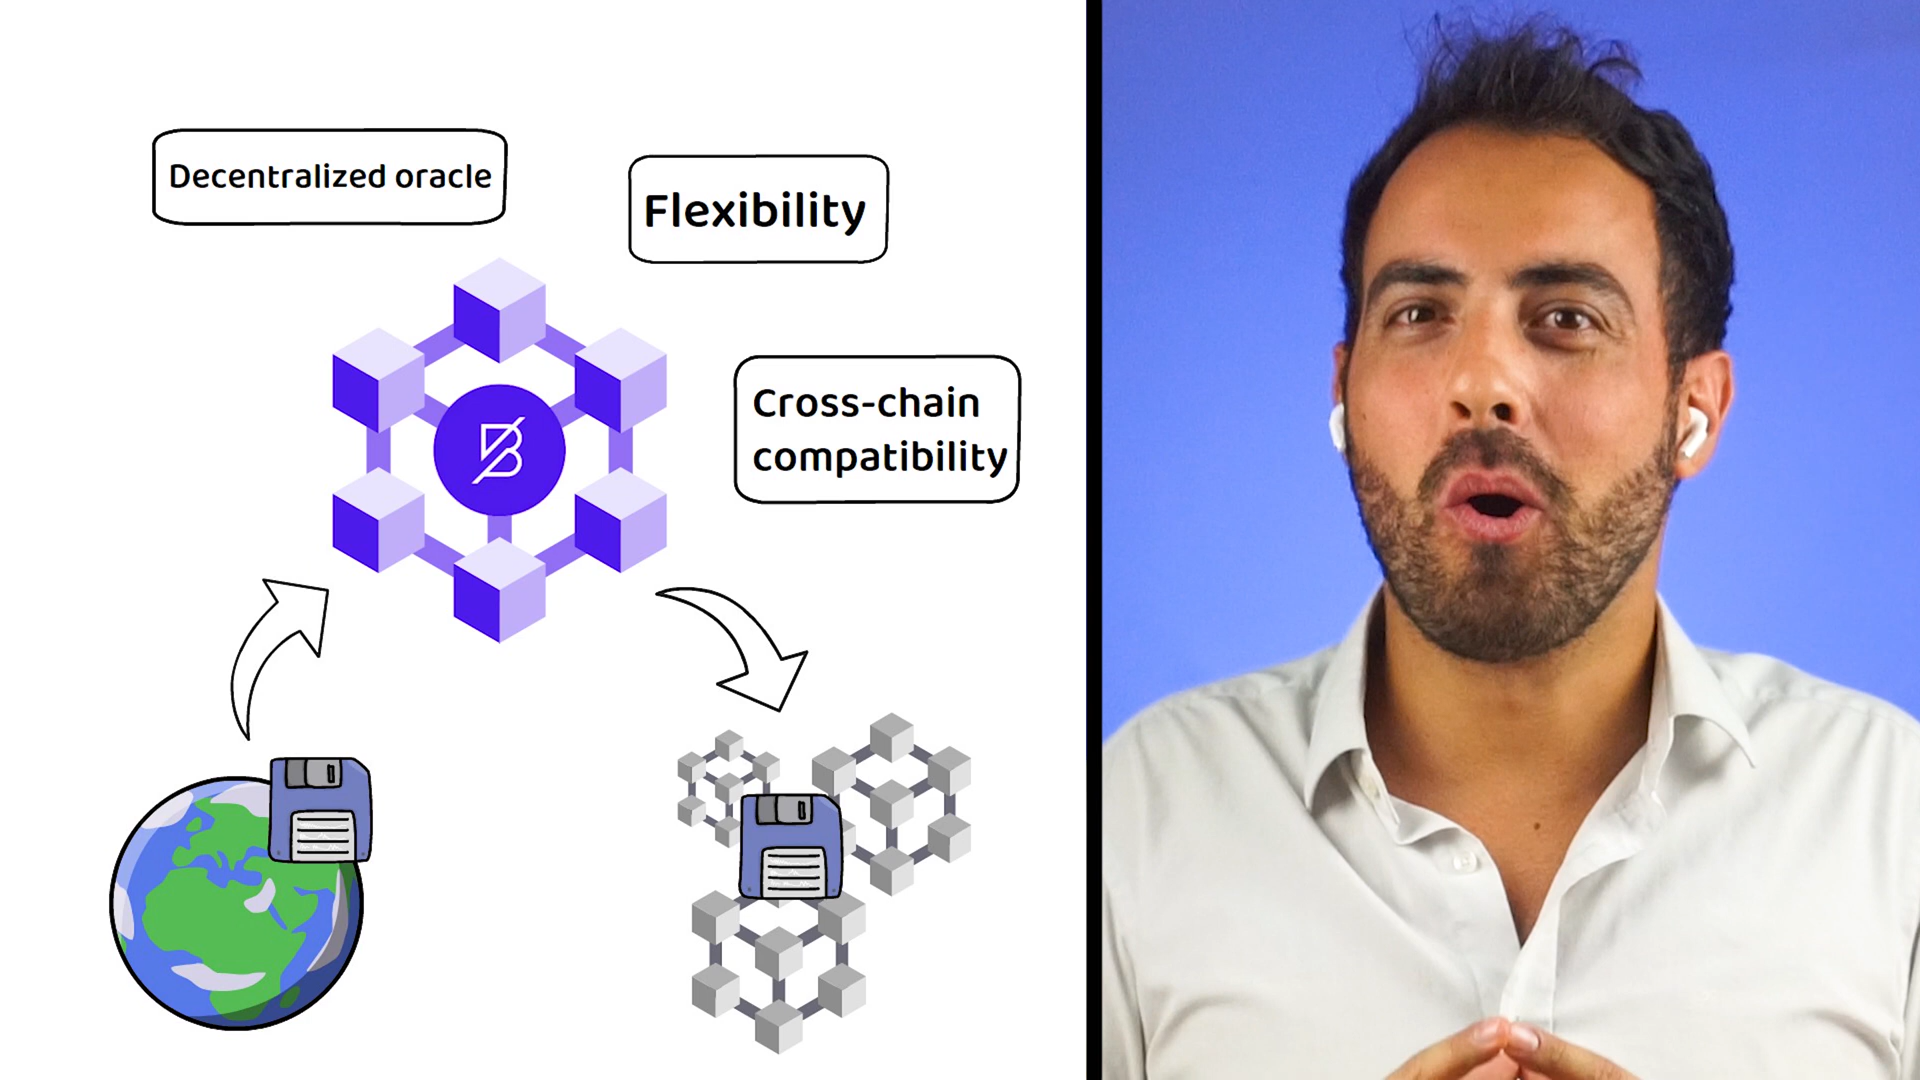 Decentralized oracle
Flexibility
Cross-chain
compatibility